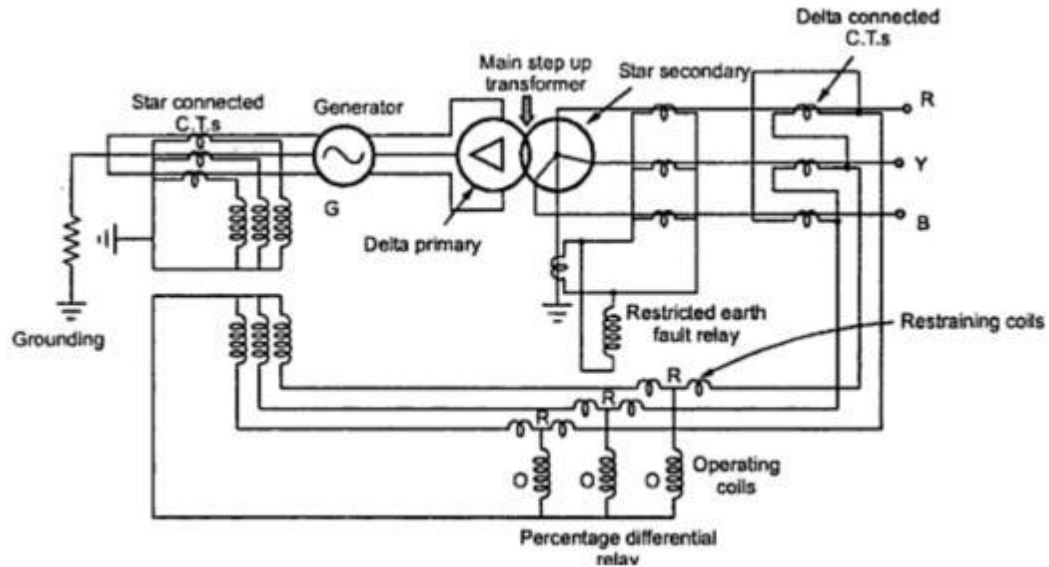 Delta connected
C.T.s
Main step up
transformer
Star secondary
Star connected
C.T.s
Generator
R
Y
B
G
Delta primary
Grounding
Restricted earth
fault relay
Restraining coils
R
R
R
O
O
O
Operating
coils
Percentage differential
relay